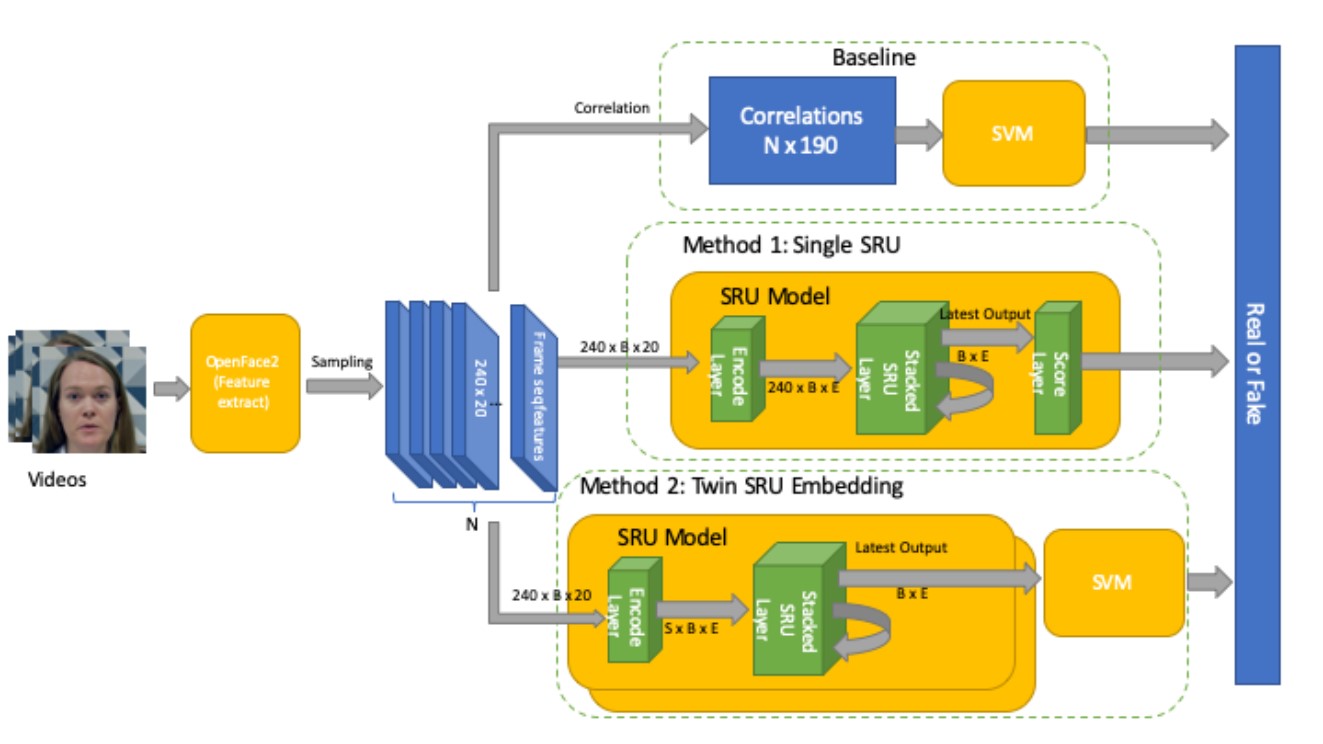 Baseline
Correlation
Correlations
N x 190
SVM
Method 1: Single SRU
SRU Model
Latest Output
Encode
Layer
Stacked
SRU
Layer
Score
Layer
240 x B x 20
240 x B x E
B x E
OpenFace2
(Feature
extract)
Sampling
240 x 20
...
Frame seqfeatures
Videos
N
Real or Fake
Method 2: Twin SRU Embedding
SRU Model
Latest Output
240 x B x 20
Encode
Layer
S x B x E
Stacked
SRU
Layer
B x E
SVM